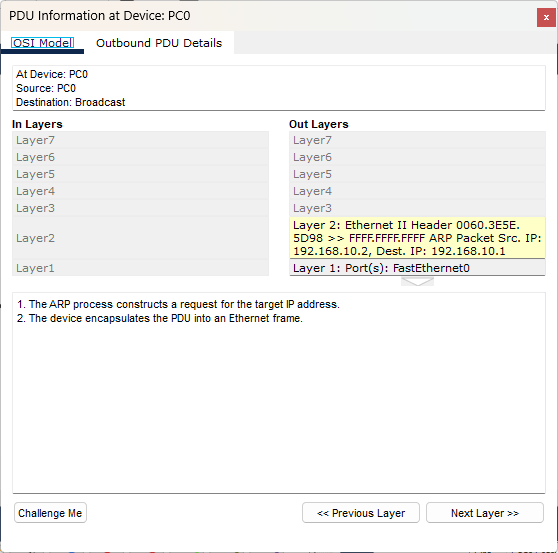 PDU Information at Device: PC0
x
OSI Model Outbound PDU Details
At Device: PC0
Source: PC0
Destination: Broadcast
In Layers
Layer7
Layer6
Layer5
Layer4
Layer3
Layer2
Layer1
Out Layers
Layer7
Layer6
Layer5
Layer4
Layer3
Layer 2: Ethernet II Header 0060.3E5E.
5D98 >> FFFF.FFFF.FFFF ARP Packet Src. IP:
192.168.10.2, Dest. IP: 192.168.10.1
Layer 1: Port(s): FastEthernet0
1. The ARP process constructs a request for the target IP address.
2. The device encapsulates the PDU into an Ethernet frame.
Challenge Me << Previous Layer Next Layer >>